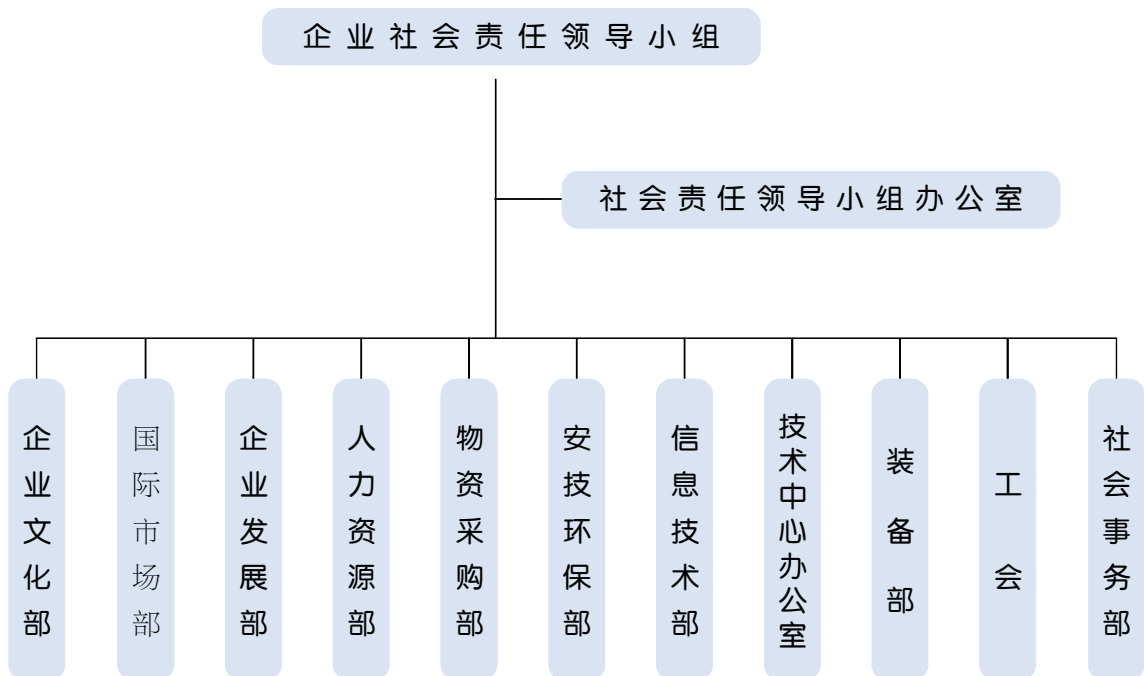 企业社会责任领导小组
社会责任领导小组办公室
企业文化部
国际市场部
企业发展部
人力资源部
物资采购部
安技环保部
信息技术部
技术中心办公室
装备部
工会
社会事务部